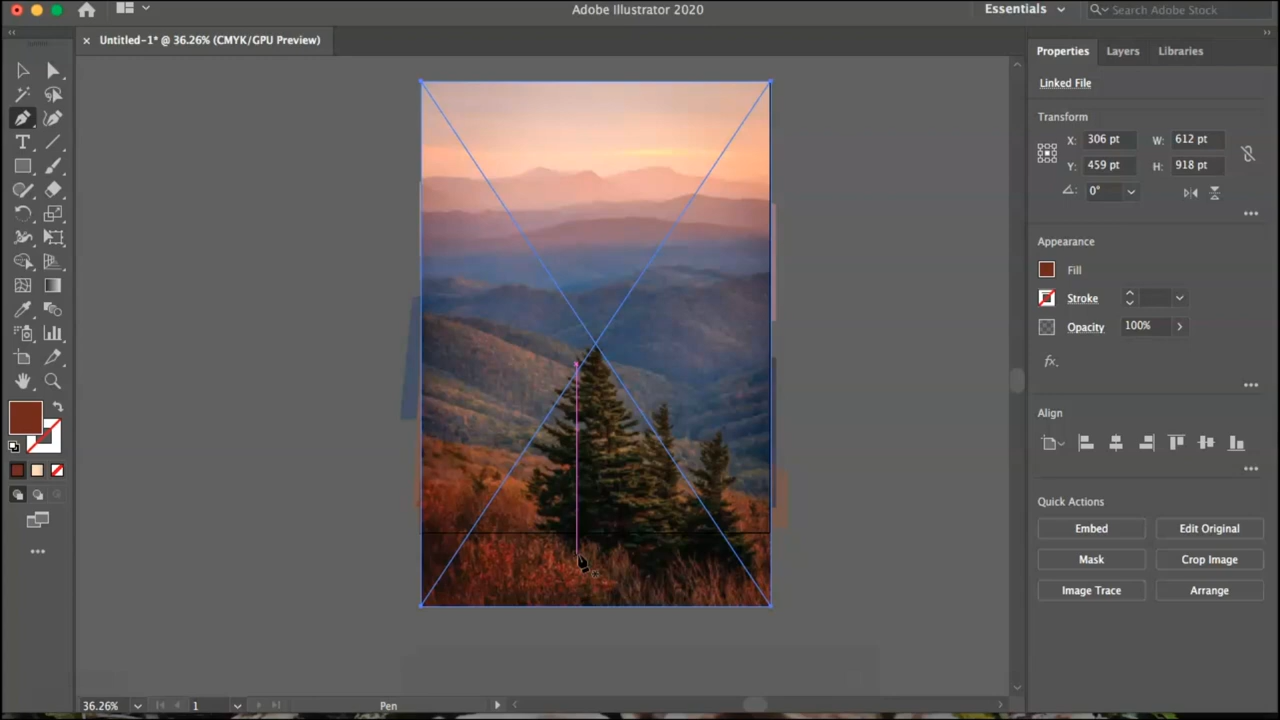 Adobe Illustrator 2020
Essentials
Search Adobe Stock
Untitled-1* @ 36.26% (CMYK/GPU Preview)
Properties
Layers
Libraries
Linked File
Transform
X: 306 pt W: 612 pt
Y: 459 pt H: 918 pt
0°
Appearance
Fill
Stroke
Opacity 100%
fx.
Align
Quick Actions
Embed
Edit Original
Mask
Crop Image
Image Trace
Arrange
36.26% 1 Pen